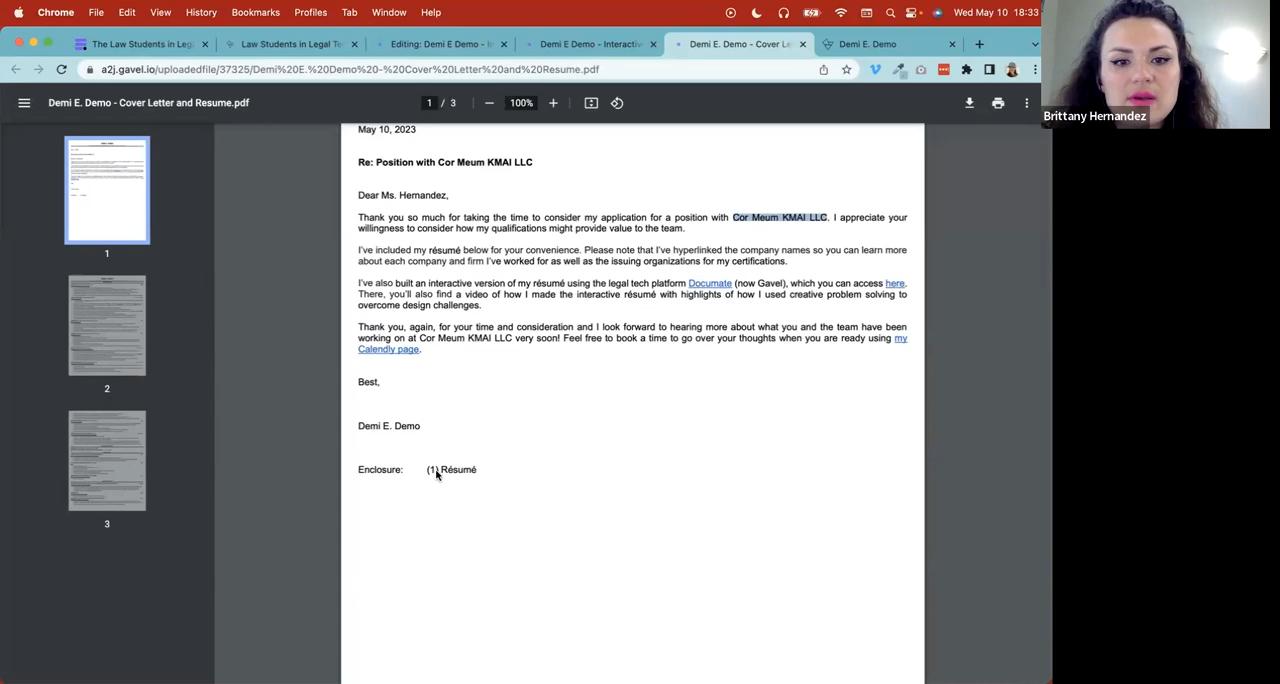 Chrome File Edit View History Bookmarks Profiles Tab Window Help Wed May 10 18:33
The Law Students in Leg
Law Students in Legal Te
Editing: Demi E Demo - In
Demi E Demo - Interactiv
Demi E. Demo - Cover Le
Demi E. Demo
a2j.gavel.io/uploadedfile/37325/Demi%20E.%20Demo%20-%20Cover%20Letter%20and%20Resume.pdf
Demi E. Demo - Cover Letter and Resume.pdf
1 / 3
100%
Brittany Hernandez
1
2
3
May 10, 2023
Re: Position with Cor Meum KMAI LLC
Dear Ms. Hernandez,
Thank you so much for taking the time to consider my application for a position with Cor Meum KMAI LLC. I appreciate your
willingness to consider how my qualifications might provide value to the team.
I've included my résumé below for your convenience. Please note that I've hyperlinked the company names so you can learn more
about each company and firm I've worked for as well as the issuing organizations for my certifications.
I've also built an interactive version of my résumé using the legal tech platform Documate (now Gavel), which you can access here.
There, you'll also find a video of how I made the interactive résumé with highlights of how I used creative problem solving to
overcome design challenges.
Thank you, again, for your time and consideration and I look forward to hearing more about what you and the team have been
working on at Cor Meum KMAI LLC very soon! Feel free to book a time to go over your thoughts when you are ready using my
Calendly page.
Best,
Demi E. Demo
Enclosure: (1) Résumé